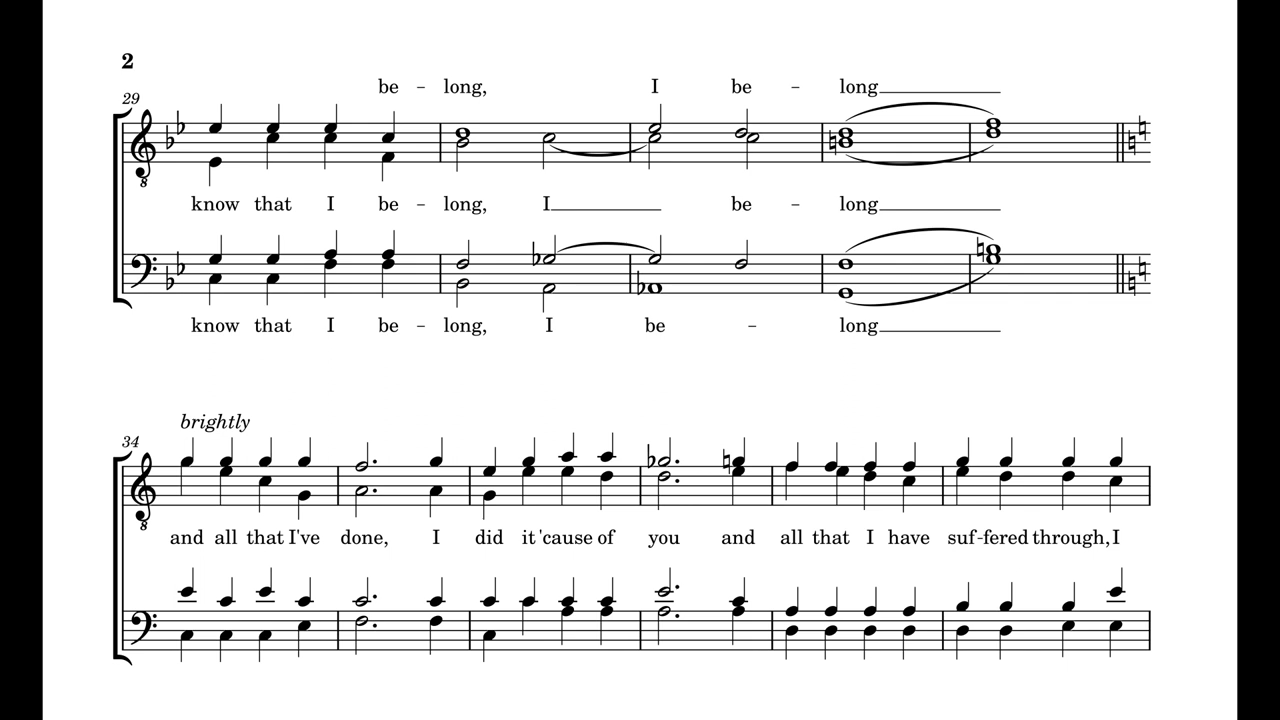 2
be - long, I be - long
29
know that I be - long, I be - long
know that I be - long, I be - long
brightly
34
and all that I've done, I did it 'cause of you and all that I have suf-fered through, I